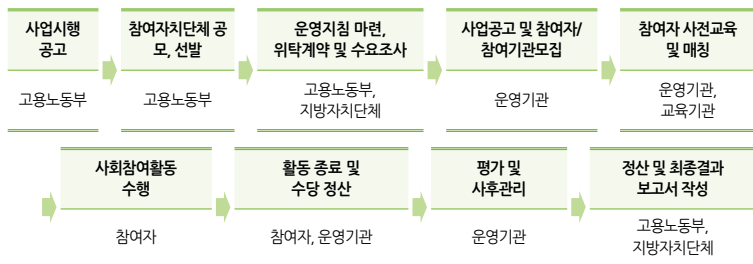 사업시행
공고
고용노동부
참여자치단체 공
모, 선발
고용노동부
운영지침 마련,
위탁계약 및 수요조사
고용노동부,
지방자치단체
사업공고 및 참여자/
참여기관모집
운영기관
참여자 사전교육
및 매칭
운영기관,
교육기관
사회참여활동
수행
참여자
활동 종료 및
수당 정산
참여자, 운영기관
평가 및
사후관리
운영기관
정산 및 최종결과
보고서 작성
고용노동부,
지방자치단체